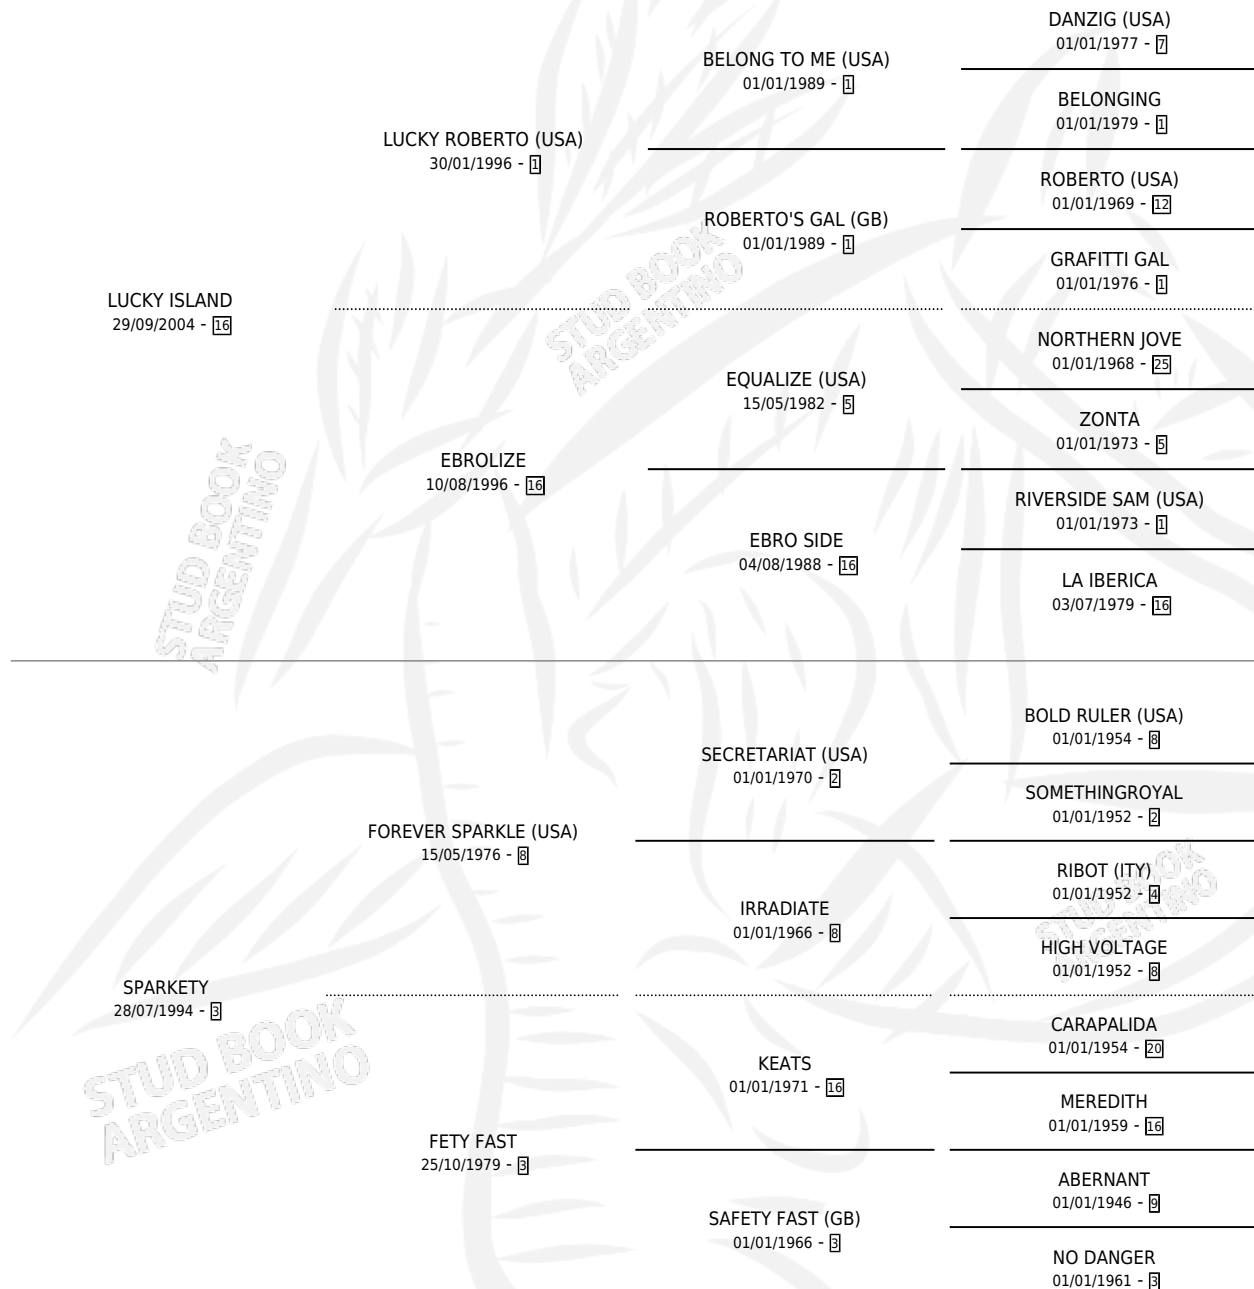 DANZIG (USA)
01/01/1977 - 7
BELONG TO ME (USA)
01/01/1989 - 1
BELONGING
01/01/1979 - 1
LUCKY ROBERTO (USA)
30/01/1996 - 1
ROBERTO (USA)
01/01/1969 - 12
ROBERTO'S GAL (GB)
01/01/1989 - 1
GRAFITTI GAL
01/01/1976 - 1
LUCKY ISLAND
29/09/2004 - 16
STUD BOOK
ARGENTINO
NORTHERN JOVE
01/01/1968 - 25
EQUALIZE (USA)
15/05/1982 - 5
ZONTA
01/01/1973 - 5
EBROLIZE
10/08/1996 - 16
RIVERSIDE SAM (USA)
01/01/1973 - 1
EBRO SIDE
04/08/1988 - 16
LA IBERICA
03/07/1979 - 16
STUD BOOK
ARGENTINO
BOLD RULER (USA)
01/01/1954 - 8
SECRETARIAT (USA)
01/01/1970 - 2
SOMETHINGROYAL
01/01/1952 - 2
FOREVER SPARKLE (USA)
15/05/1976 - 8
RIBOT (ITY)
01/01/1952 - 4
IRRADIATE
01/01/1966 - 8
HIGH VOLTAGE
01/01/1952 - 8
STUD BOOK
ARGENTINO
SPARKETY
28/07/1994 - 3
CARAPALIDA
01/01/1954 - 20
KEATS
01/01/1971 - 16
MEREDITH
01/01/1959 - 16
STUD BOOK
ARGENTINO
FETY FAST
25/10/1979 - 3
ABERNANT
01/01/1946 - 9
SAFETY FAST (GB)
01/01/1966 - 3
NO DANGER
01/01/1961 - 3